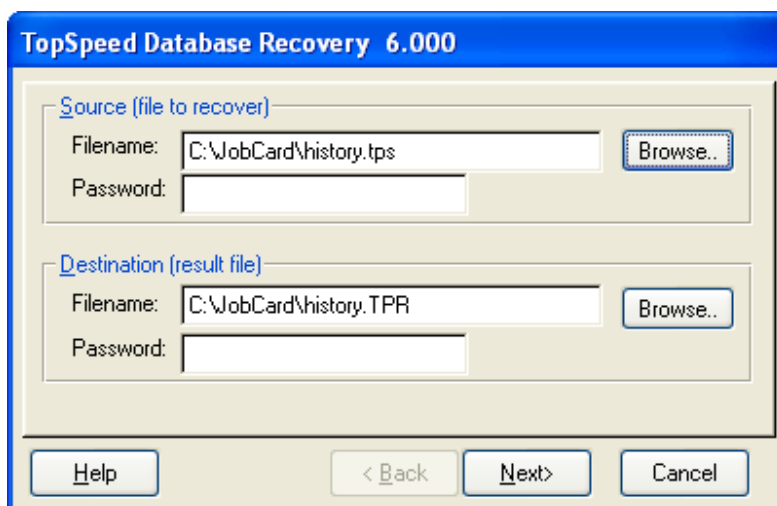 TopSpeed Database Recovery 6.000
Source (file to recover)
Filename: C:\JobCard\history.tps Browse..
Password:
Destination (result file)
Filename: C:\JobCard\history.TPR Browse..
Password:
Help < Back Next> Cancel